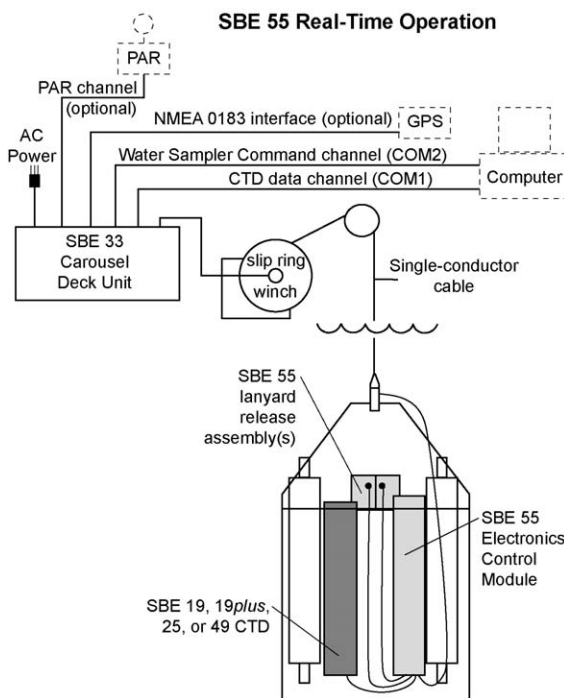 SBE 55 Real-Time Operation
PAR
PAR channel
(optional)
NMEA 0183 interface (optional)
GPS
AC
Power
Water Sampler Command channel (COM2)
CTD data channel (COM1)
Computer
SBE 33
Carousel
Deck Unit
slip ring
winch
Single-conductor
cable
SBE 55
lanyard
release
assembly(s)
SBE 55
Electronics
Control
Module
SBE 19, 19plus,
25, or 49 CTD